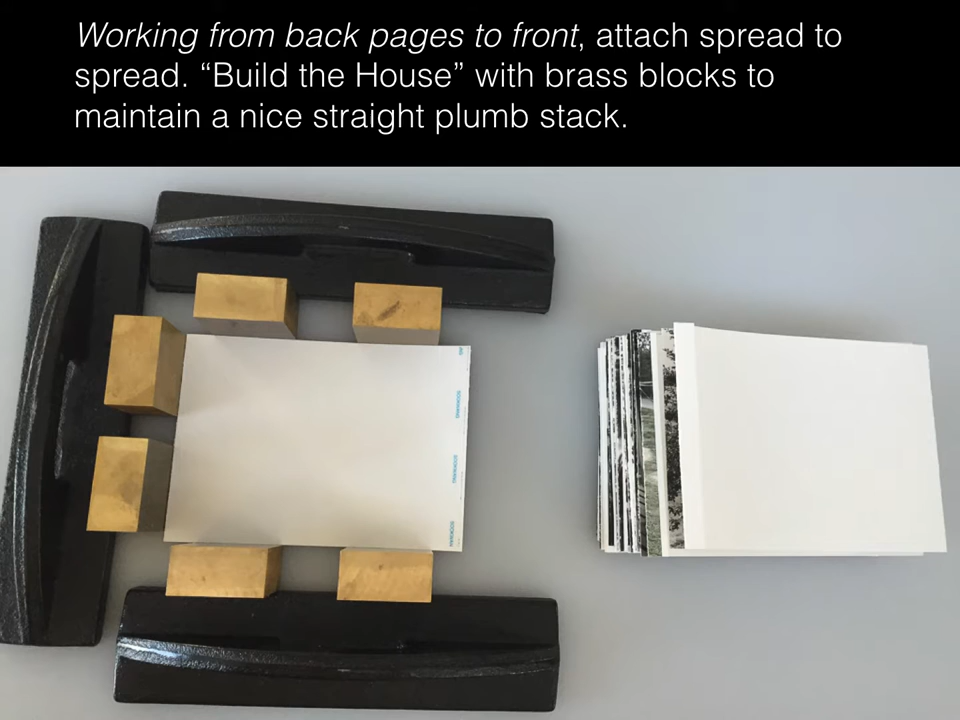 Working from back pages to front, attach spread to
spread. “Build the House” with brass blocks to
maintain a nice straight plumb stack.